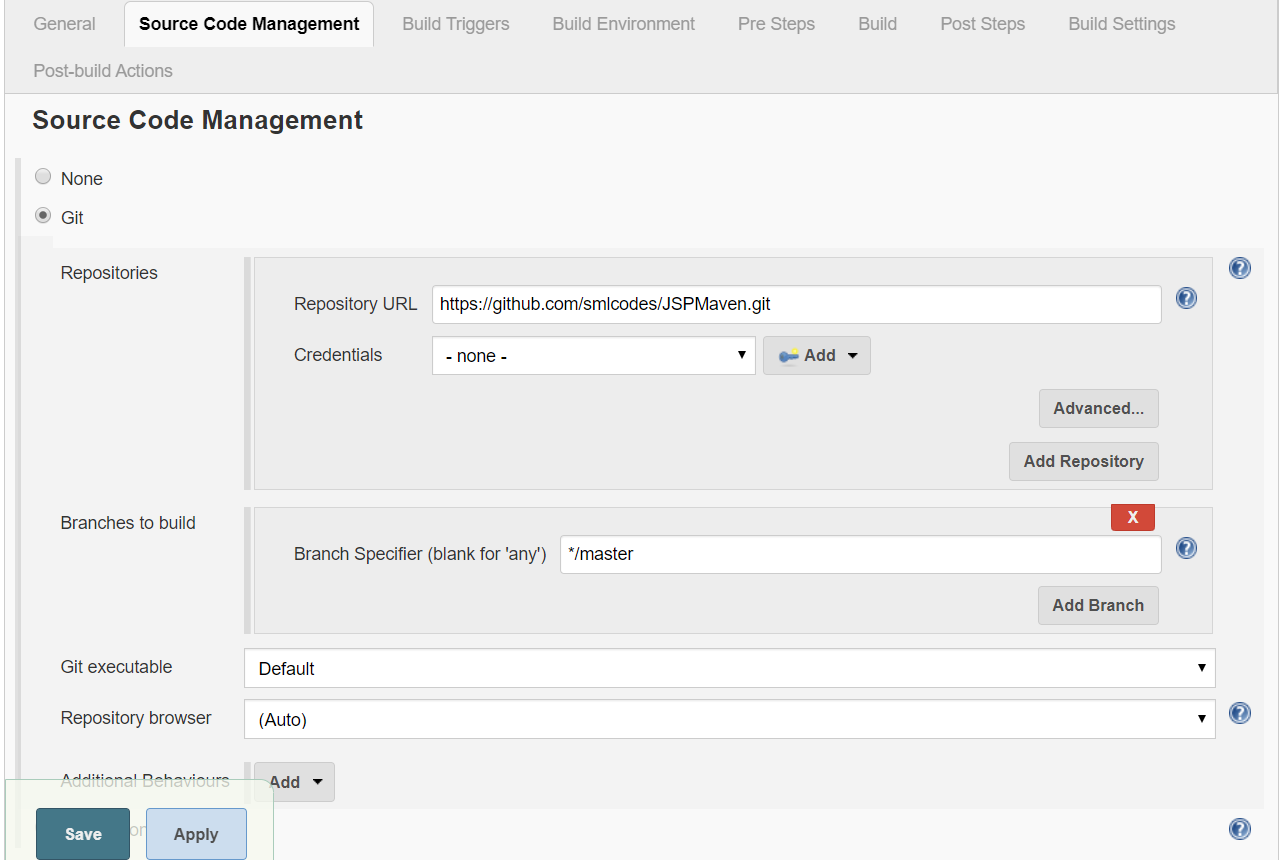 General Source Code Management Build Triggers Build Environment Pre Steps Build Post Steps Build Settings
Post-build Actions
Source Code Management
None
Git
Repositories
Repository URL https://github.com/smlcodes/JSPMaven.git
Credentials - none - Add
Advanced...
Add Repository
Branches to build
X
Branch Specifier (blank for 'any') */master
Add Branch
Git executable Default
Repository browser (Auto)
Additional Behaviours Add
Save Apply